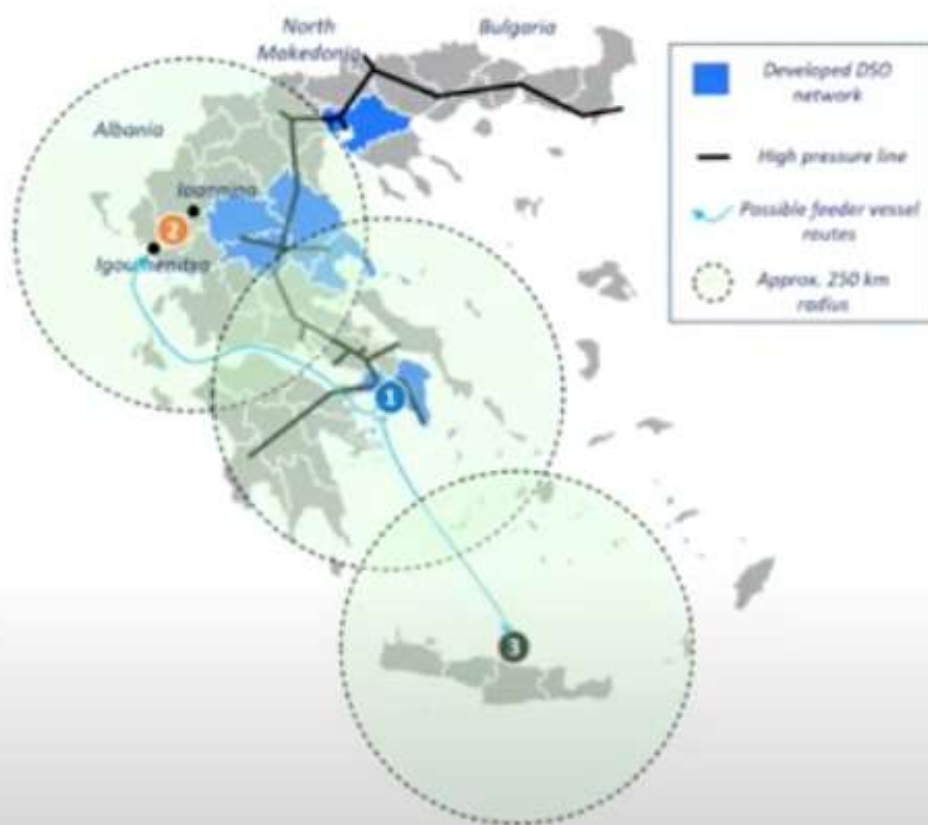 North
Makedonia
Bulgaria
Albania
Ioannina
2
Igoumenitsa
1
3
Developed DSO
network
High pressure line
Possible feeder vessel
routes
Approx. 250 km
radius